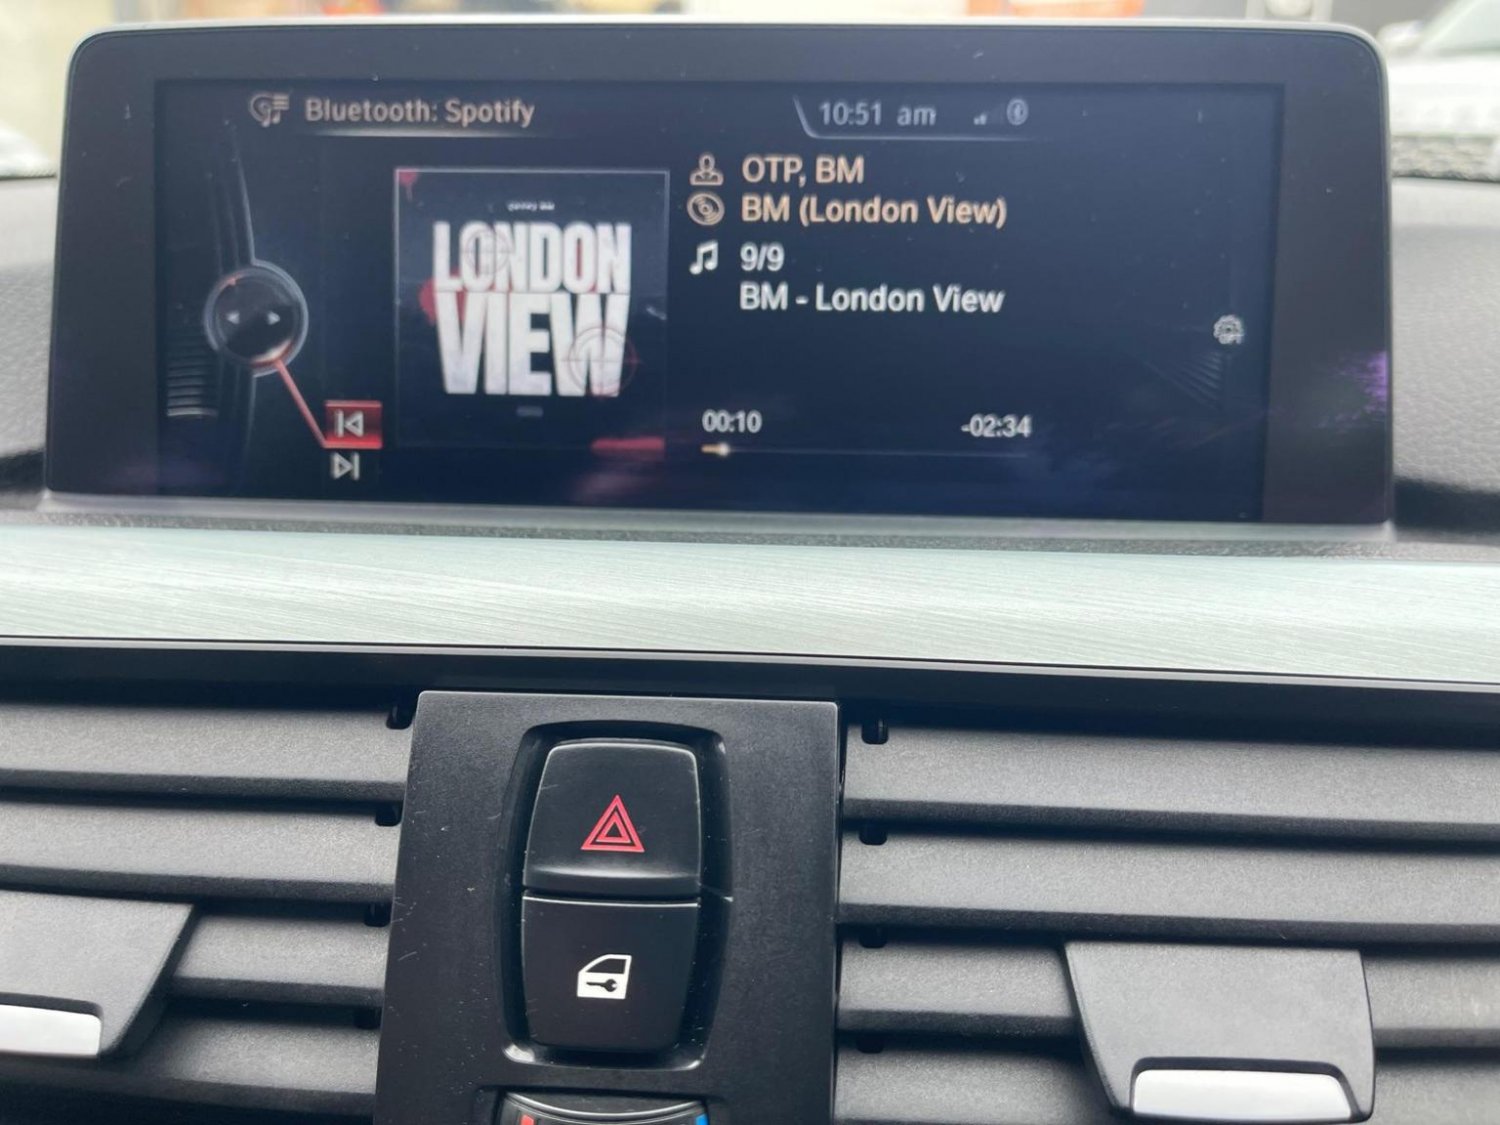 Bluetooth: Spotify
10:51 am
OTP, BM
BM (London View)
9/9
BM - London View
LONDON
VIEW
00:10
-02:34
OPT